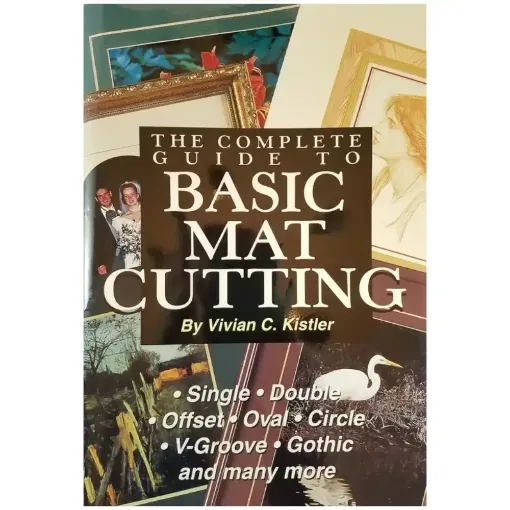 THE COMPLETE
GUIDE TO
BASIC
MAT
CUTTING
By Vivian C. Kistler
• Single • Double
• Offset • Oval • Circle
• V-Groove • Gothic
and many more